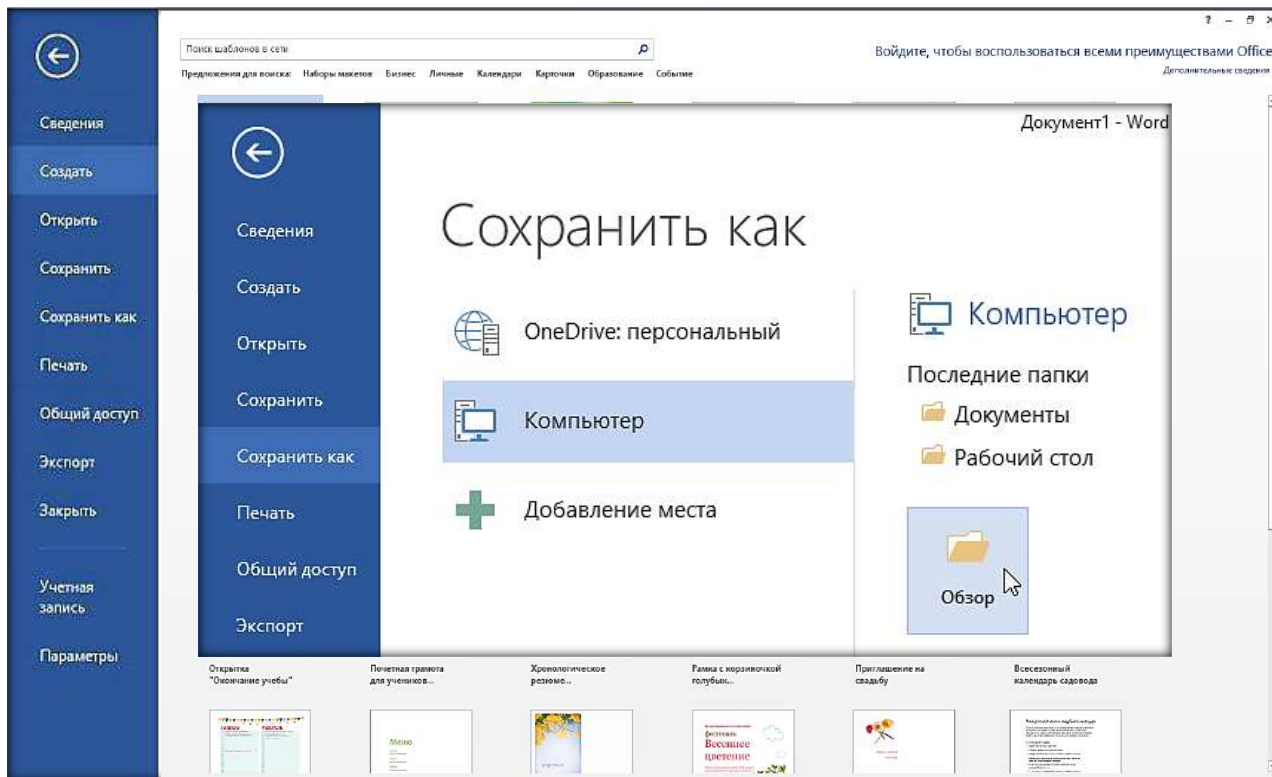 ? –
Поиск шаблонов в сети
Войдите, чтобы воспользоваться всеми преимуществами Office
Предложения для поиска: Наборы макетов Бизнес Личные Календари Карточки Образование Событие
Дополнительные сведения
Сведения
Создать
Открыть
Сохранить
Сохранить как
Печать
Общий доступ
Экспорт
Закрыть
Учетная
запись
Параметры
Документ1 - Word
Сведения
Создать
Открыть
Сохранить
Сохранить как
Печать
Общий доступ
Экспорт
Сохранить как
OneDrive: персональный
Компьютер
Добавление места
Компьютер
Последние папки
Документы
Рабочий стол
Обзор
Открытка
"Окончание учебы"
Почетная грамота
для учеников...
Хронологическое
резюме...
Рамка с корзиночкой
голубых...
Приглашение на
свадьбу
Всесезонный
календарь садовода
Меню
фестиваль
Весеннее
цветение